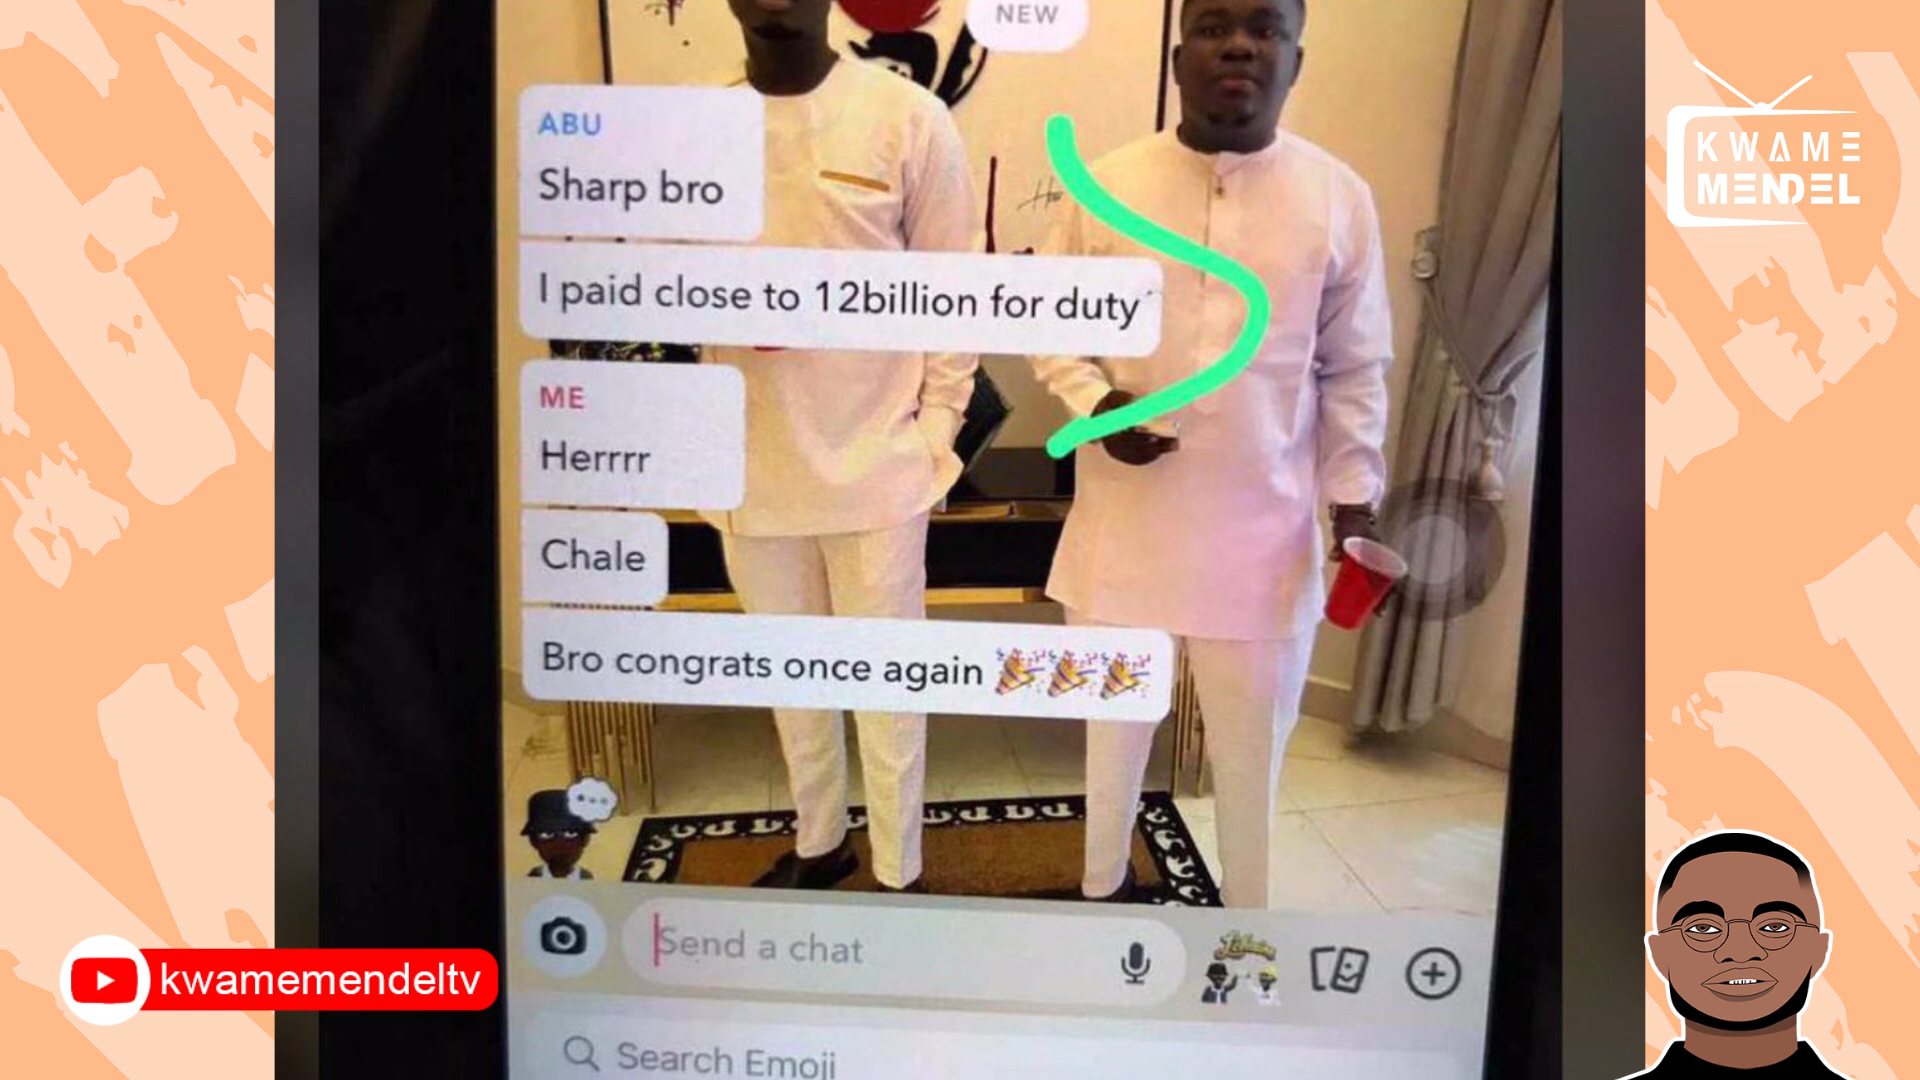 NEW
ABU
Sharp bro
I paid close to 12billion for duty
ME
Herrrr
Chale
Bro congrats once again
Send a chat
Search Emoji
KWAME
MENDEL
kwamemendeltv